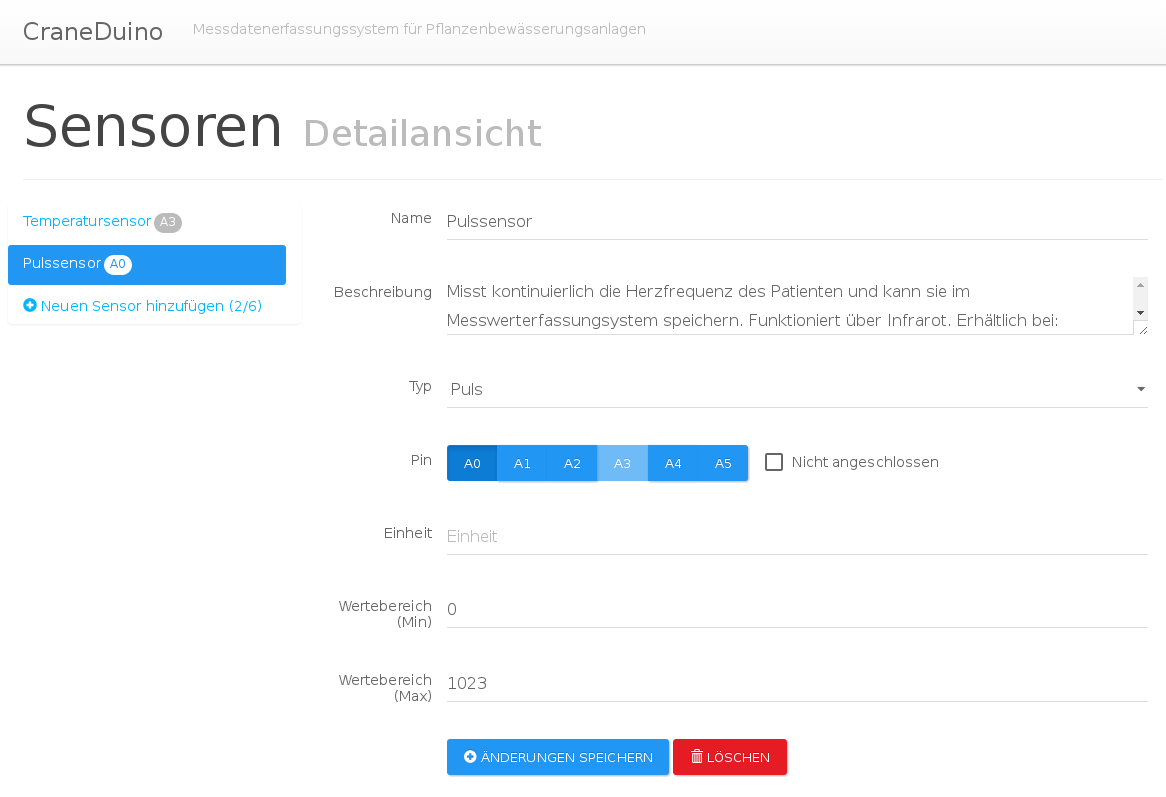 CraneDuino Messdatenerfassungssystem für Pflanzenbewässerungsanlagen
Sensoren Detailansicht
Temperatursensor A3
Pulssensor A0
Neuen Sensor hinzufügen (2/6)
Name Pulssensor
Beschreibung Misst kontinuierlich die Herzfrequenz des Patienten und kann sie im
Messwerterfassungsystem speichern. Funktioniert über Infrarot. Erhältlich bei:
Typ Puls
Pin A0 A1 A2 A3 A4 A5 Nicht angeschlossen
Einheit Einheit
Wertebereich 0
(Min)
Wertebereich 1023
(Max)
ÄNDERUNGEN SPEICHERN LÖSCHEN